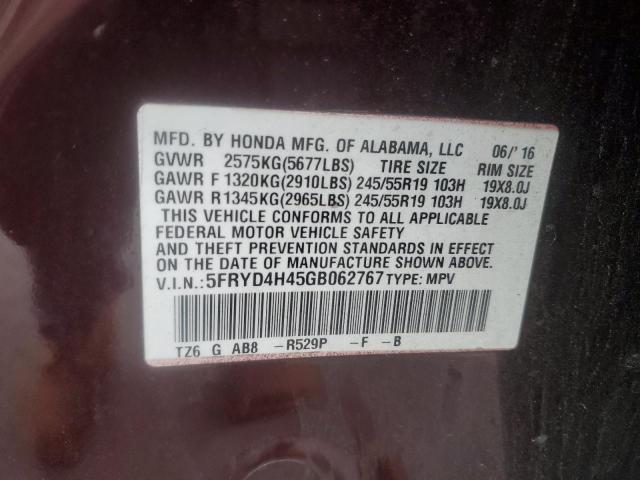 MFD. BY HONDA MFG. OF ALABAMA, LLC 06/'16
GVWR 2575KG(5677LBS) TIRE SIZE RIM SIZE
GAWR F 1320KG(2910LBS) 245/55R19 103H 19X8.0J
GAWR R 1345KG(2965LBS) 245/55R19 103H 19X8.0J
THIS VEHICLE CONFORMS TO ALL APPLICABLE
FEDERAL MOTOR VEHICLE SAFETY
AND THEFT PREVENTION STANDARDS IN EFFECT
ON THE DATE OF MANUFACTURE SHOWN ABOVE.
V.I.N.: 5FRYD4H45GB062767 TYPE: MPV
TZ6 G AB8 -R529P -F -B